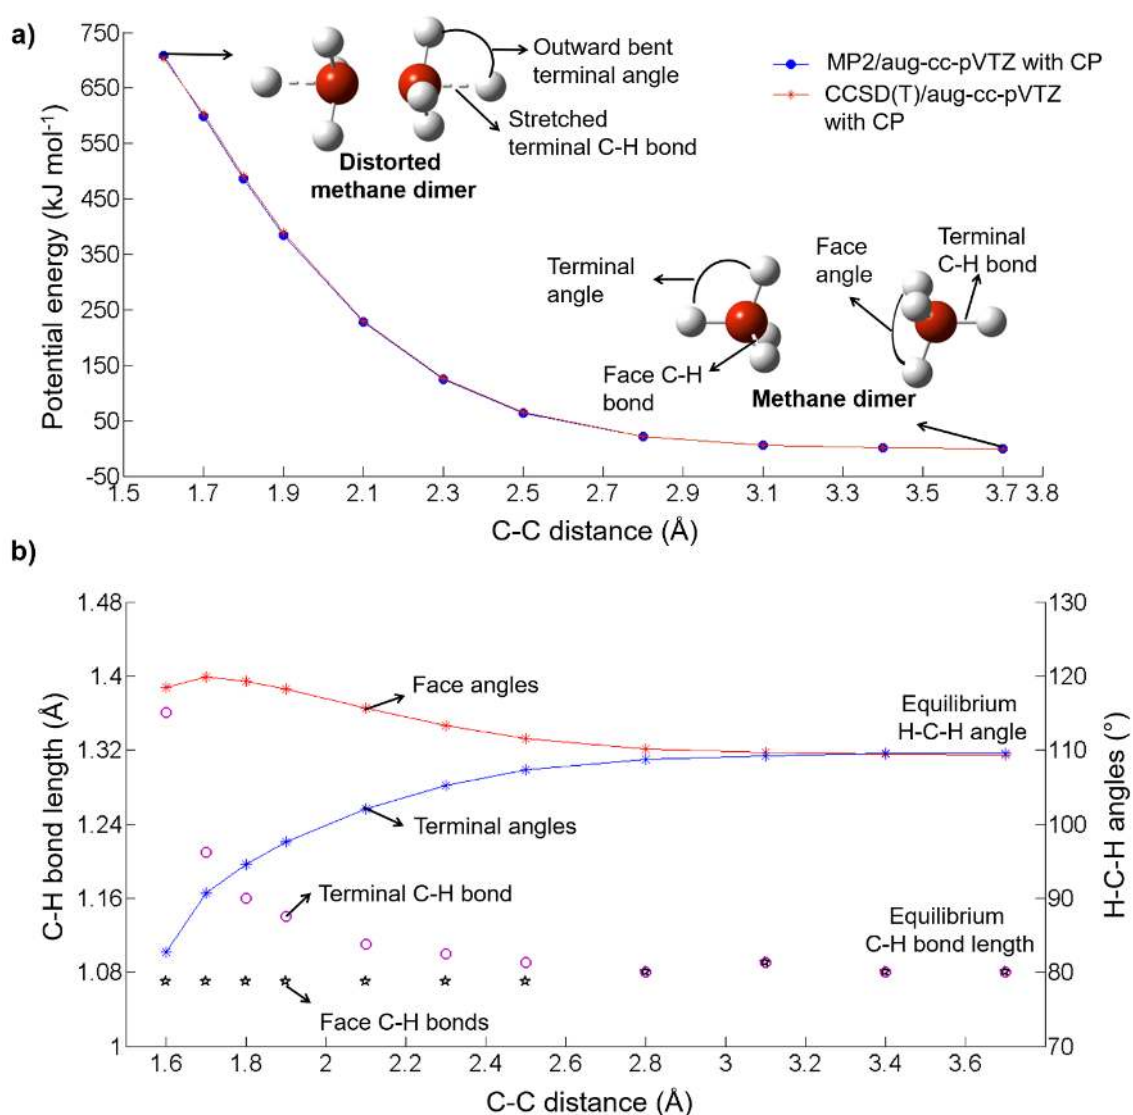 a)
750
650
550
450
350
250
150
50
-50
Potential energy (kJ mol⁻¹)
1.5
1.7
1.9
2.1
2.3
2.5
2.7
2.9
3.1
3.3
3.5
3.7
3.8
C-C distance (Å)
Outward bent
terminal angle
Stretched
terminal C-H bond
Distorted
methane dimer
MP2/aug-cc-pVTZ with CP
CCSD(T)/aug-cc-pVTZ
with CP
Terminal
angle
Face C-H
bond
Face
angle
Terminal
C-H bond
Methane dimer
b)
1.48
1.4
1.32
1.24
1.16
1.08
1
C-H bond length (Å)
130
120
110
100
90
80
70
H-C-H angles (°)
Face angles
Equilibrium
H-C-H angle
Terminal angles
Terminal C-H bond
Equilibrium
C-H bond length
Face C-H bonds
1.6
1.8
2
2.2
2.4
2.6
2.8
3
3.2
3.4
3.6
C-C distance (Å)